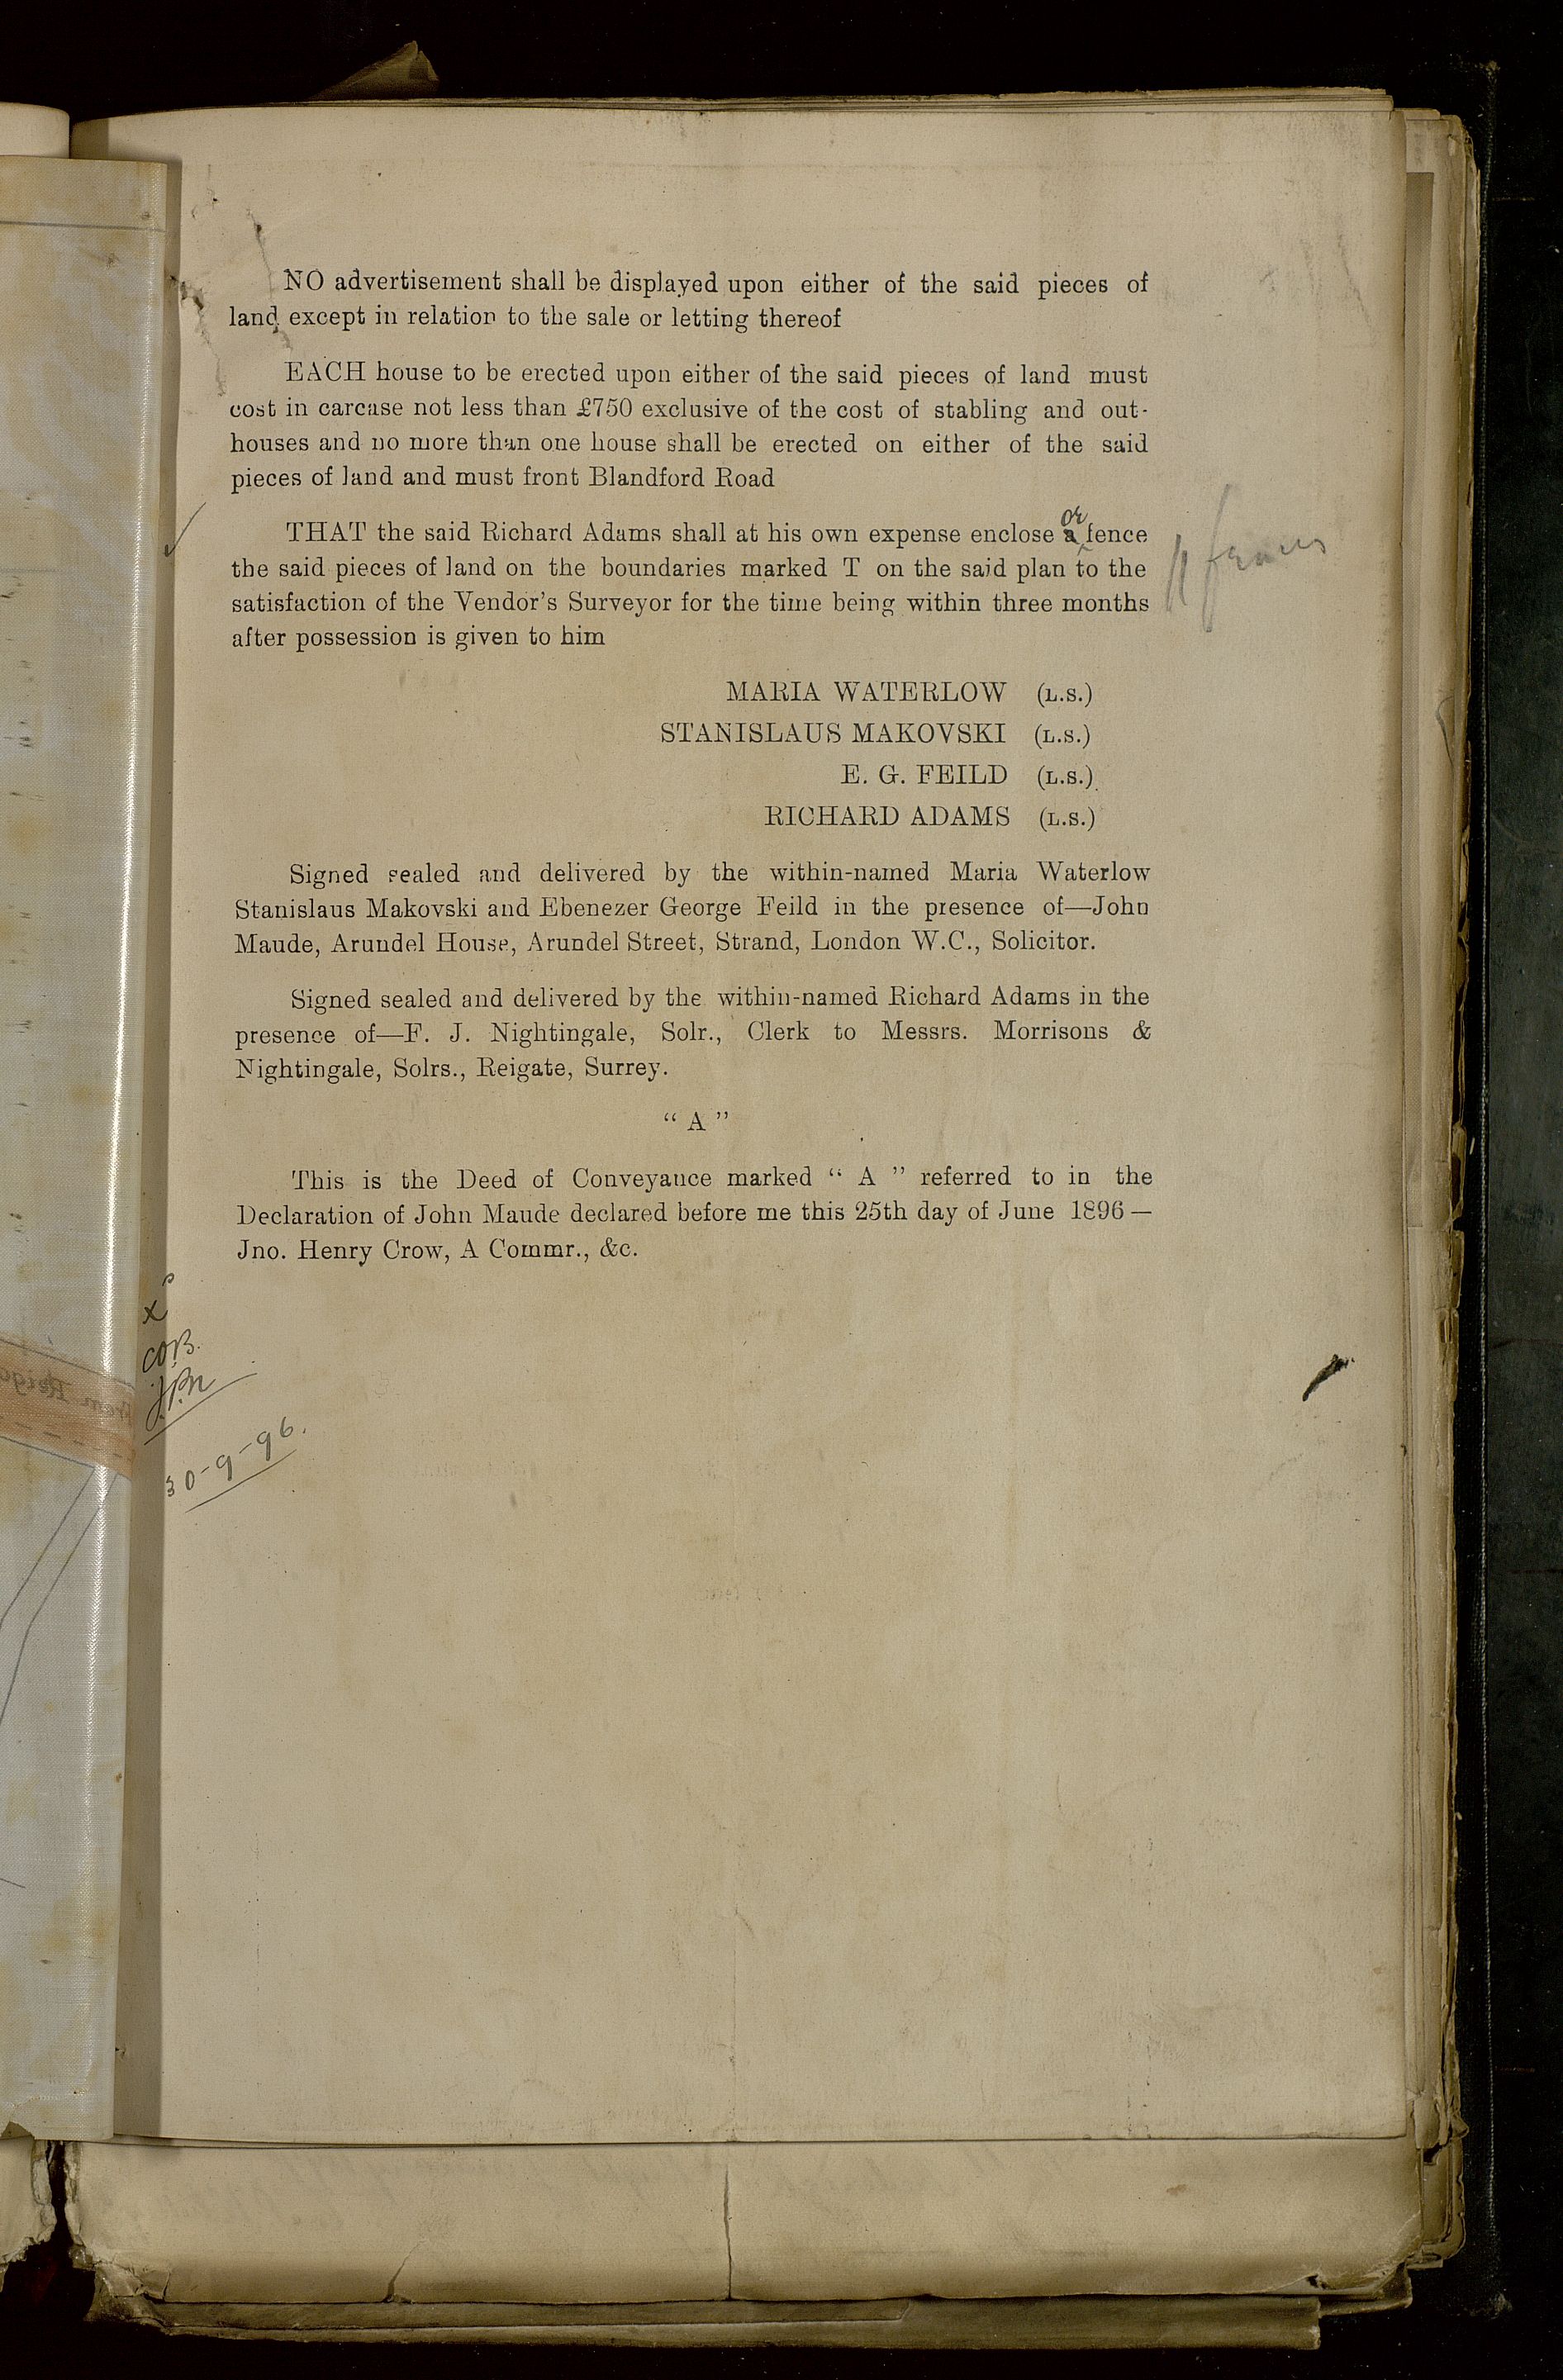 NO advertisement shall be displayed upon either of the said pieces of
land except in relation to the sale or letting thereof
EACH house to be erected upon either of the said pieces of land must
cost in carcase not less than £750 exclusive of the cost of stabling and out-
houses and no more than one house shall be erected on either of the said
pieces of land and must front Blandford Road
or
THAT the said Richard Adams shall at his own expense enclose a fence
the said pieces of land on the boundaries marked T on the said plan to the
satisfaction of the Vendor's Surveyor for the time being within three months
after possession is given to him
fences
MARIA WATERLOW (L.S.)
STANISLAUS MAKOVSKI (L.S.)
E. G. FEILD (L.S.)
RICHARD ADAMS (L.S.)
Signed sealed and delivered by the within-named Maria Waterlow
Stanislaus Makovski and Ebenezer George Feild in the presence of—John
Maude, Arundel House, Arundel Street, Strand, London W.C., Solicitor.
Signed sealed and delivered by the within-named Richard Adams in the
presence of—F. J. Nightingale, Solr., Clerk to Messrs. Morrisons &
Nightingale, Solrs., Reigate, Surrey.
" A "
This is the Deed of Conveyance marked " A " referred to in the
Declaration of John Maude declared before me this 25th day of June 1896—
Jno. Henry Crow, A Commr., &c.
30-9-96.